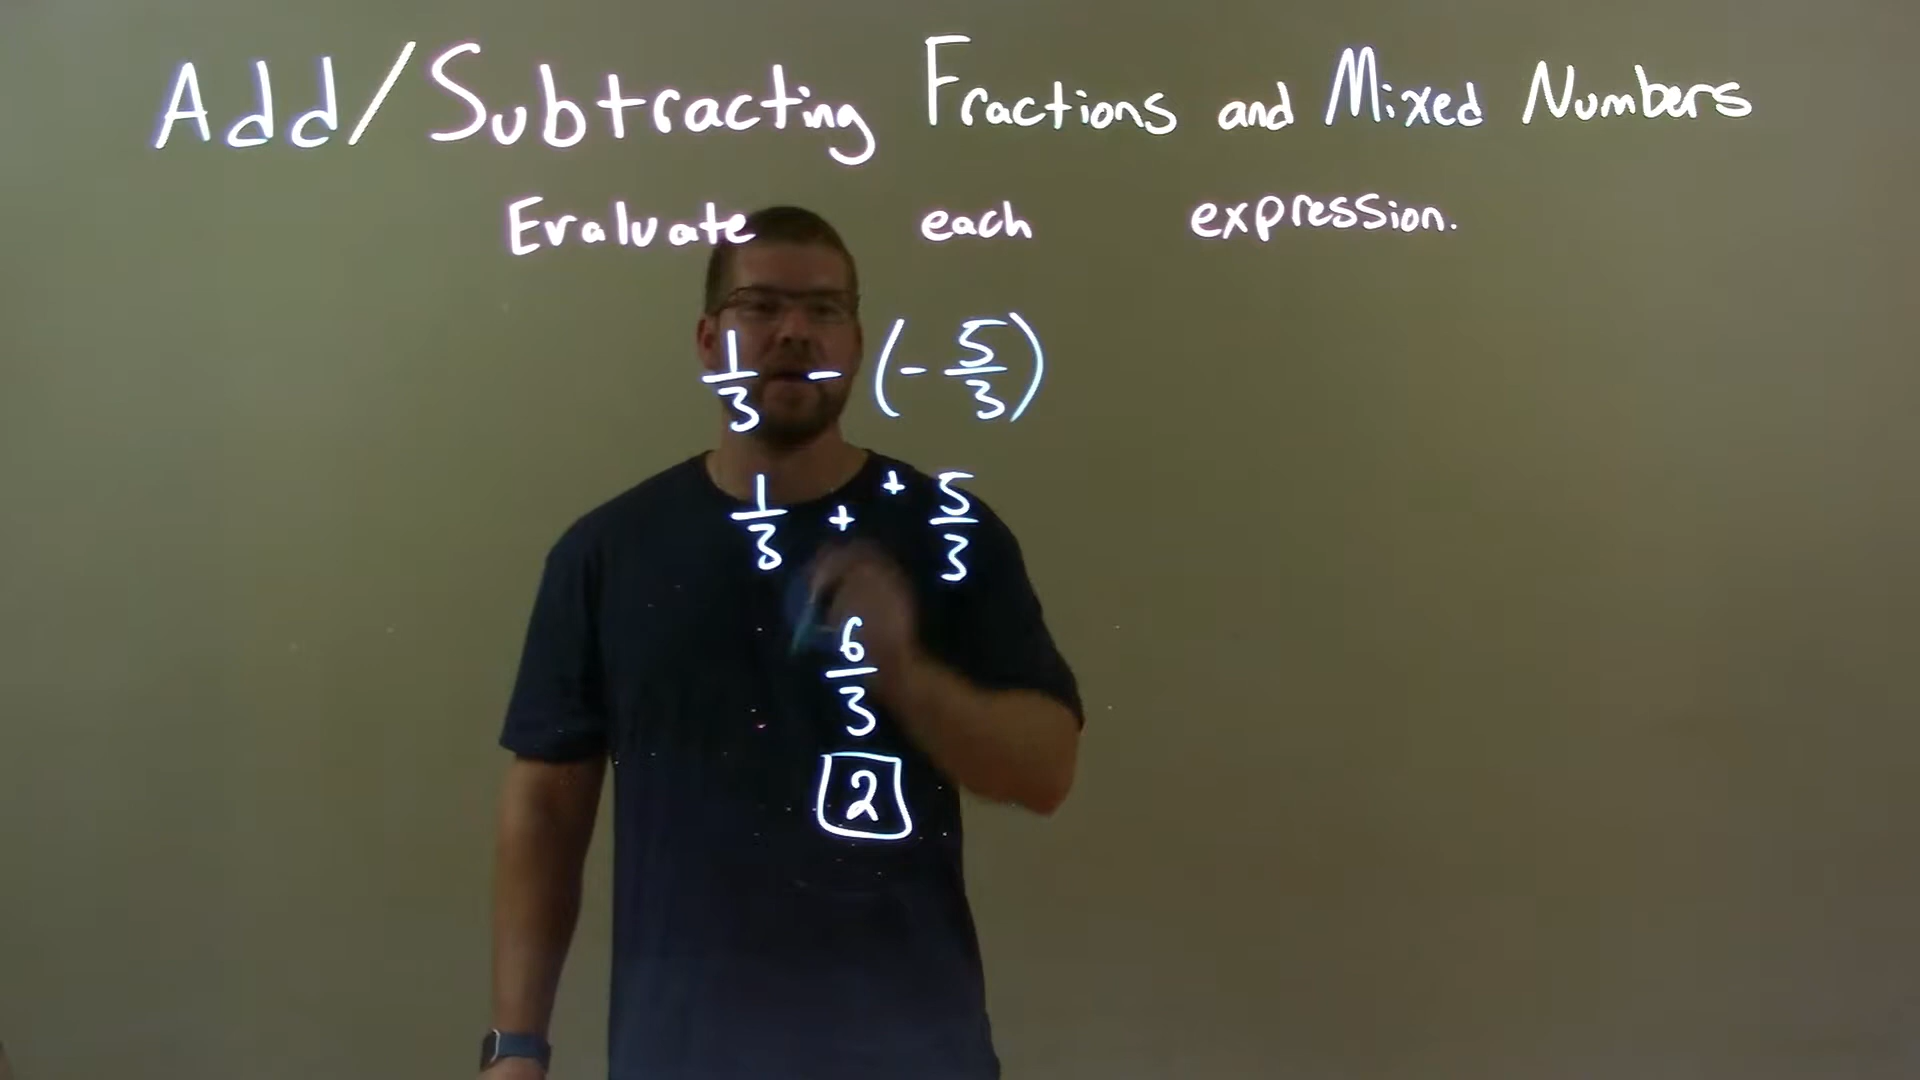 Add/Subtracting Fractions and Mixed Numbers
Evaluate each expression.
1/3 - (- 5/3)
1/3 + + 5/3
6/3
2